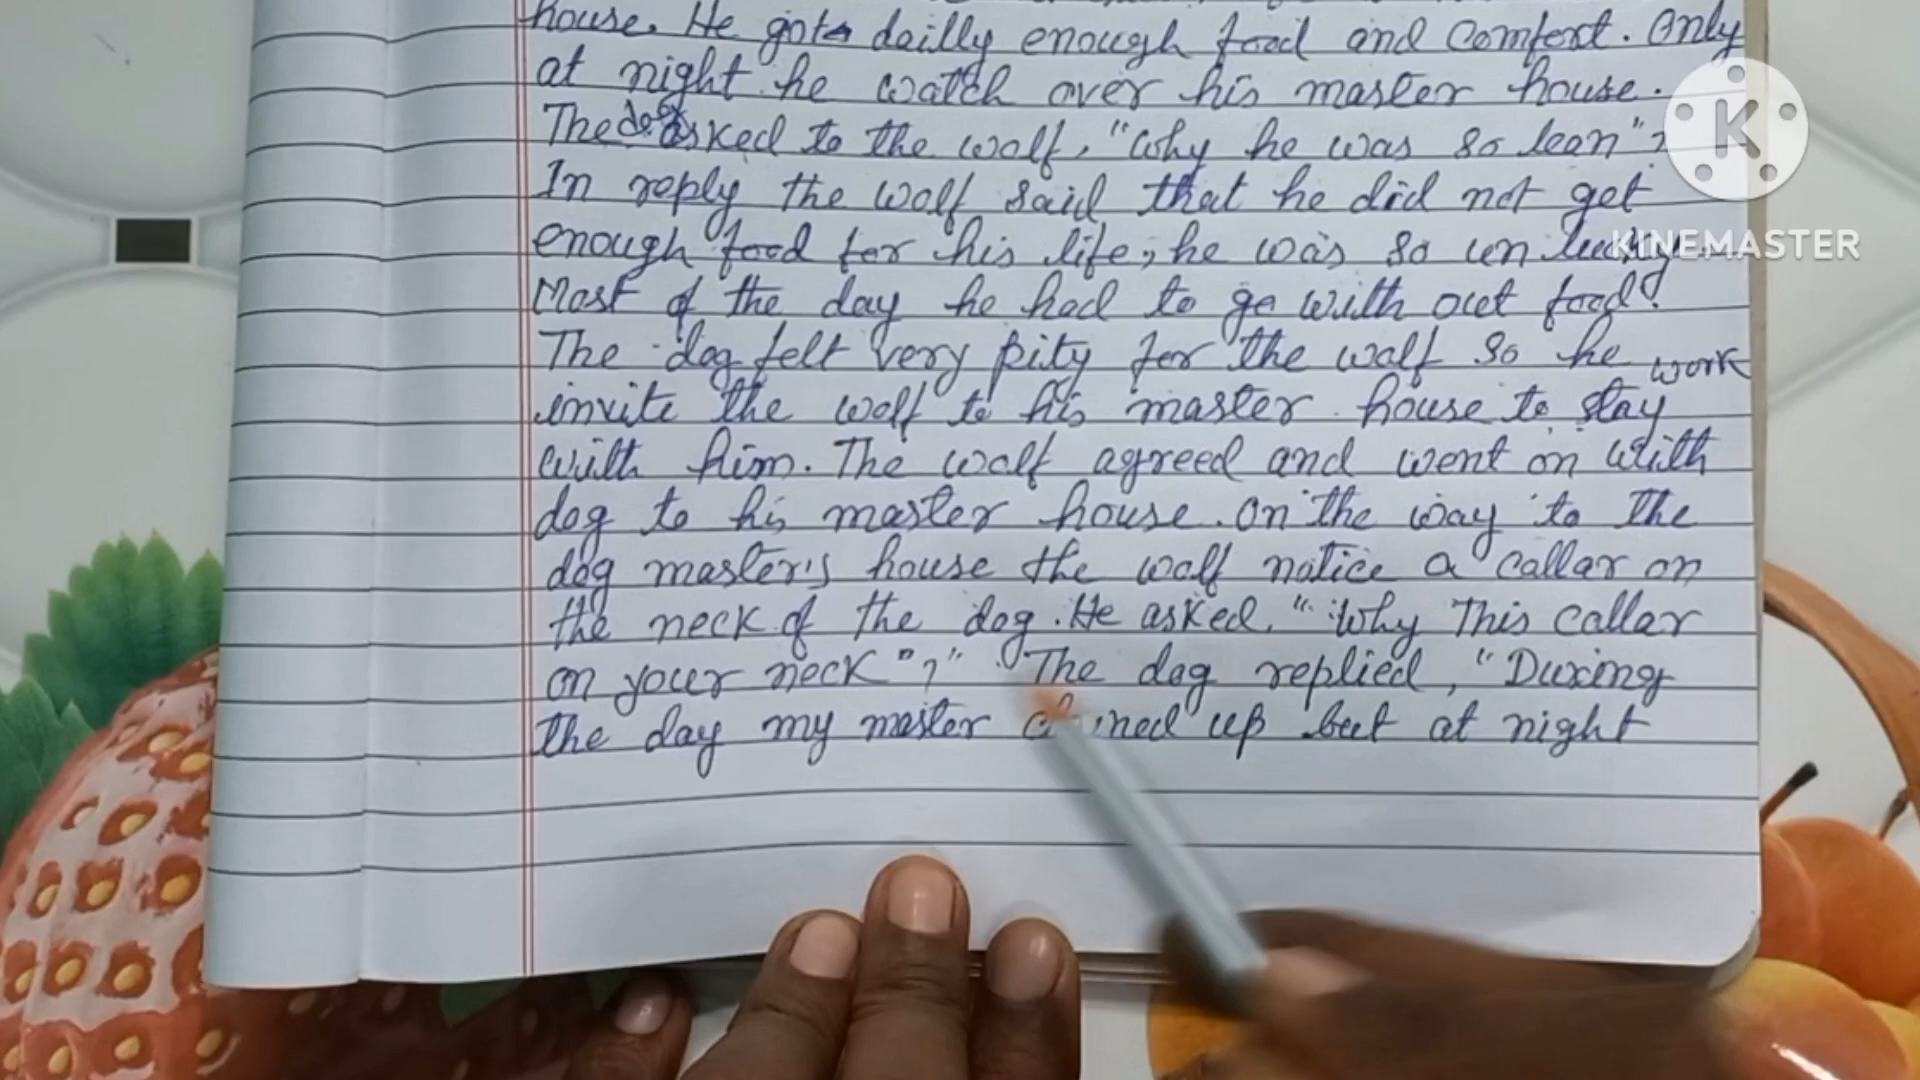 house. He gots deilly enough food and comfort. Only
at night he watch over his master house.
The dog asked to the wolf, "Why he was so lean"?
In reply the wolf said that he did not get
enough food for his life, he was so un lucky.
Most of the day he had to go with out food!
The dog felt very pity for the wolf so he
work
invite the wolf to his master house to stay
with him. The wolf agreed and went on with
dog to his master house. On the way to the
dog master's house the wolf notice a callar on
the neck of the dog. He asked, "Why This callar
on your neck"?" The dog replied, "During
the day my master chained up but at night
K
KINEMASTER